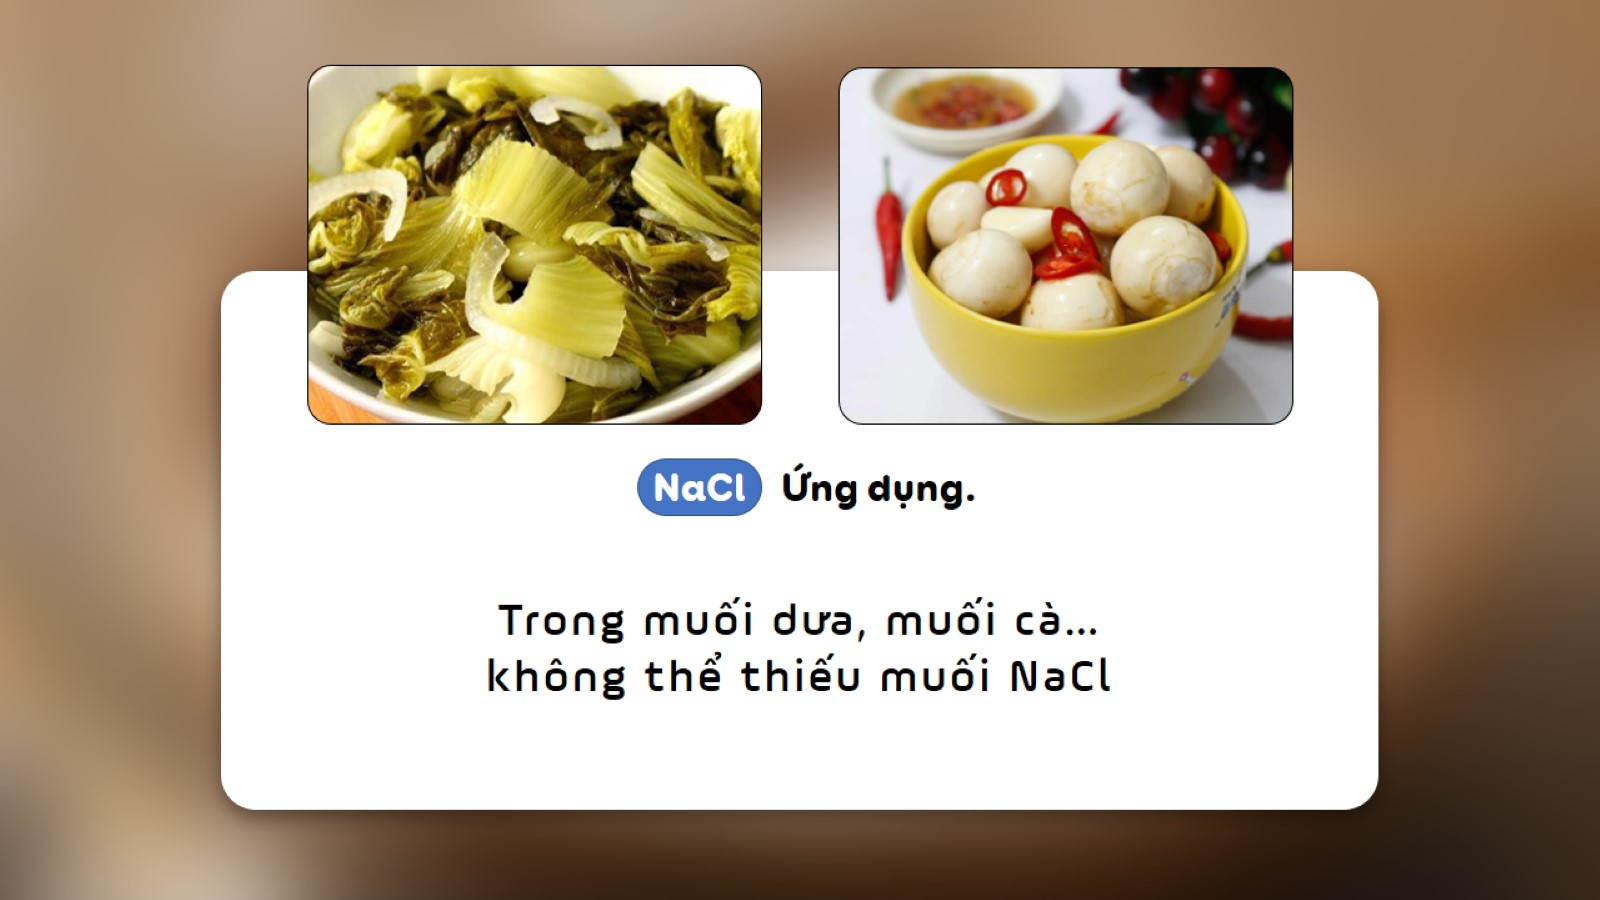 NaCl Ứng dụng.
Trong muối dưa, muối cà...
không thể thiếu muối NaCl